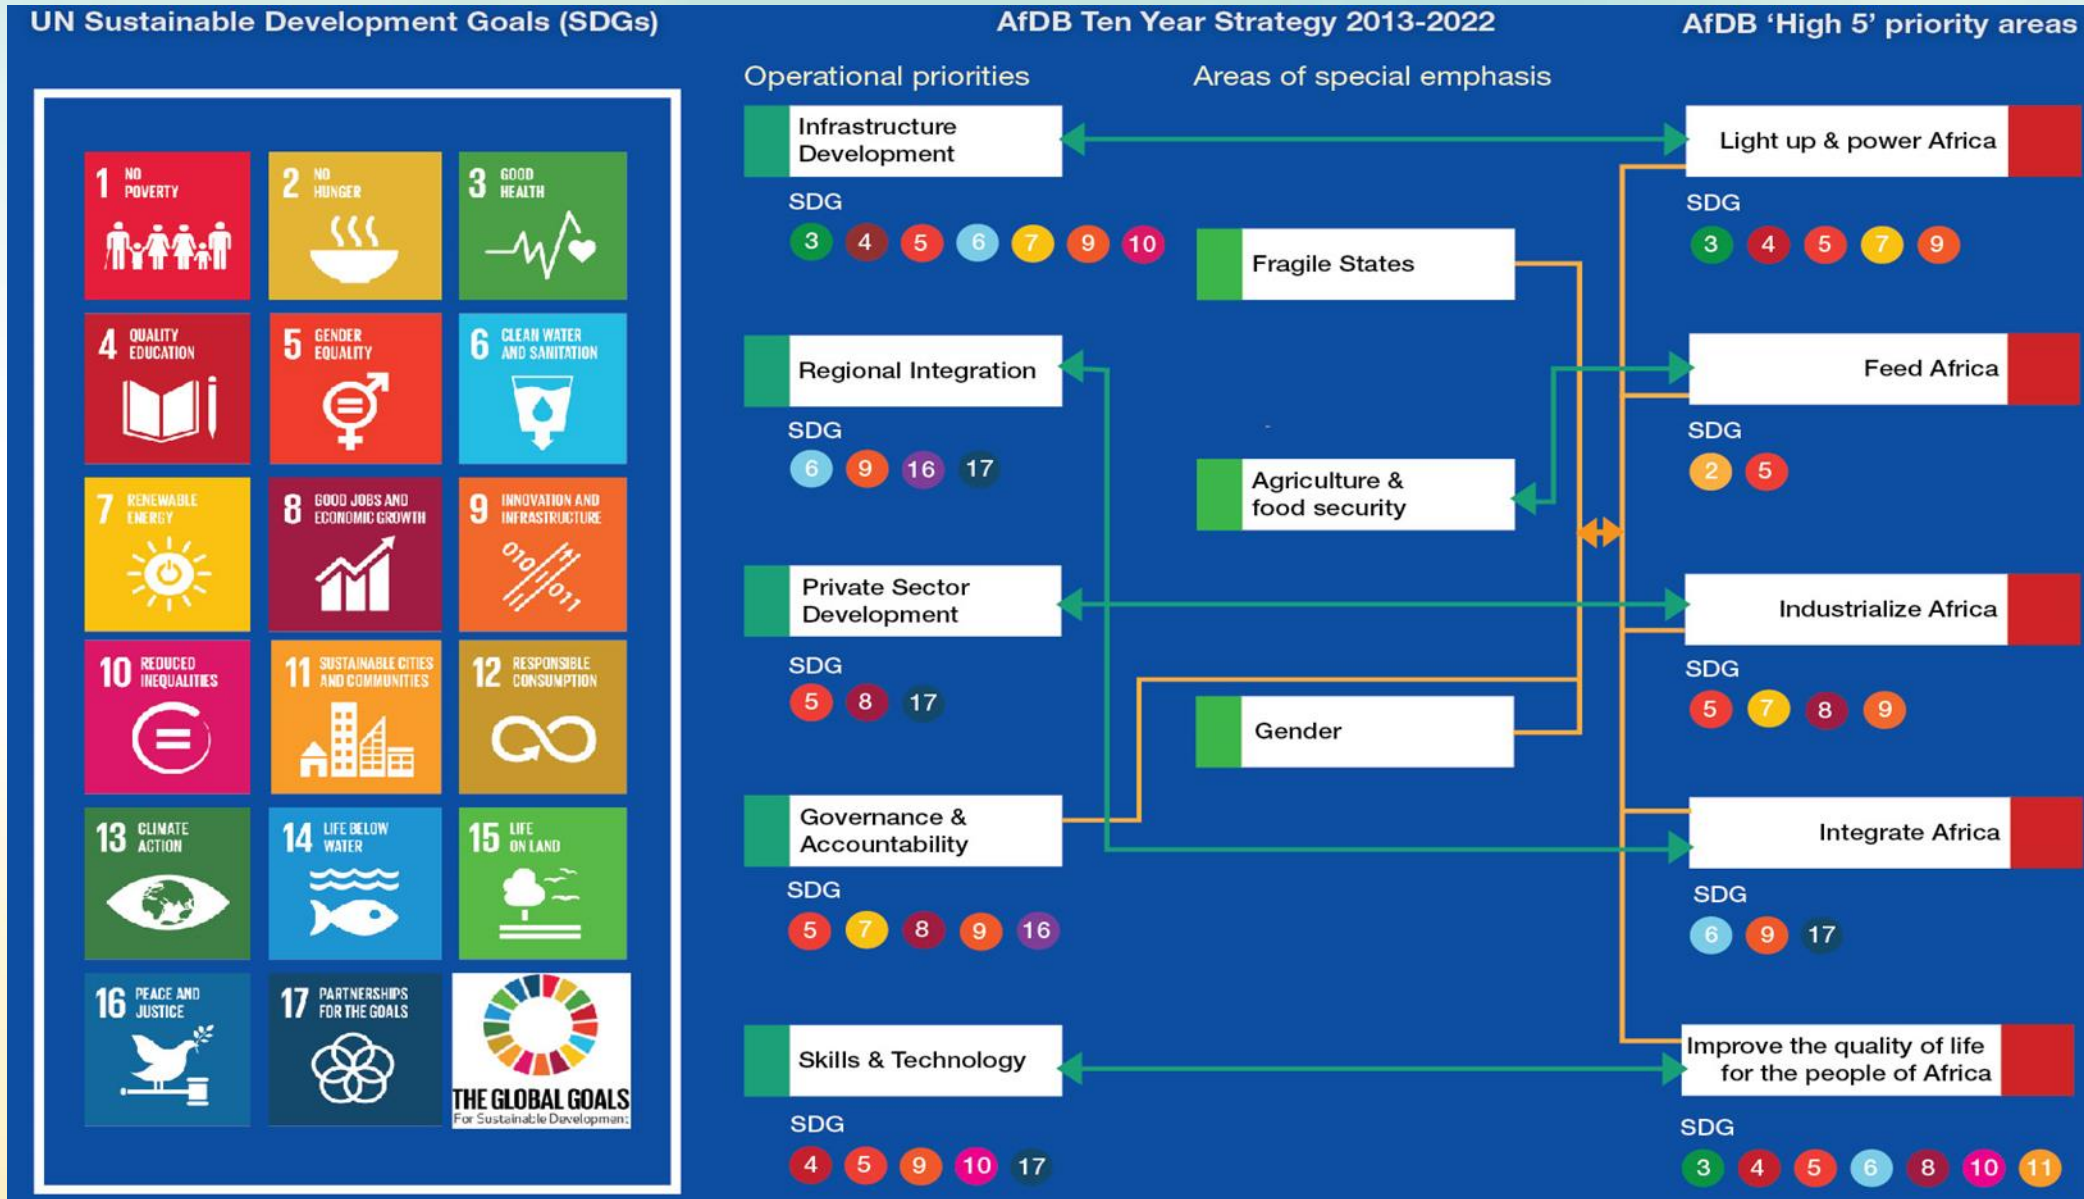 UN Sustainable Development Goals (SDGs)
1 NO
POVERTY
2 NO
HUNGER
3 GOOD
HEALTH
4 QUALITY
EDUCATION
5 GENDER
EQUALITY
6 CLEAN WATER
AND SANITATION
7 RENEWABLE
ENERGY
8 GOOD JOBS AND
ECONOMIC GROWTH
9 INNOVATION AND
INFRASTRUCTURE
010 011
10 REDUCED
INEQUALITIES
11 SUSTAINABLE CITIES
AND COMMUNITIES
12 RESPONSIBLE
CONSUMPTION
13 CLIMATE
ACTION
14 LIFE BELOW
WATER
15 LIFE
ON LAND
16 PEACE AND
JUSTICE
17 PARTNERSHIPS
FOR THE GOALS
THE GLOBAL GOALS
For Sustainable Development
AfDB Ten Year Strategy 2013-2022
Operational priorities
Infrastructure
Development
SDG
3 4 5 6 7 9 10
Regional Integration
SDG
6 9 16 17
Private Sector
Development
SDG
5 8 17
Governance &
Accountability
SDG
5 7 8 9 16
Skills & Technology
SDG
4 5 9 10 17
Areas of special emphasis
Fragile States
Agriculture &
food security
Gender
AfDB ‘High 5’ priority areas
Light up & power Africa
SDG
3 4 5 7 9
Feed Africa
SDG
2 5
Industrialize Africa
SDG
5 7 8 9
Integrate Africa
SDG
6 9 17
Improve the quality of life
for the people of Africa
SDG
3 4 5 6 8 10 11